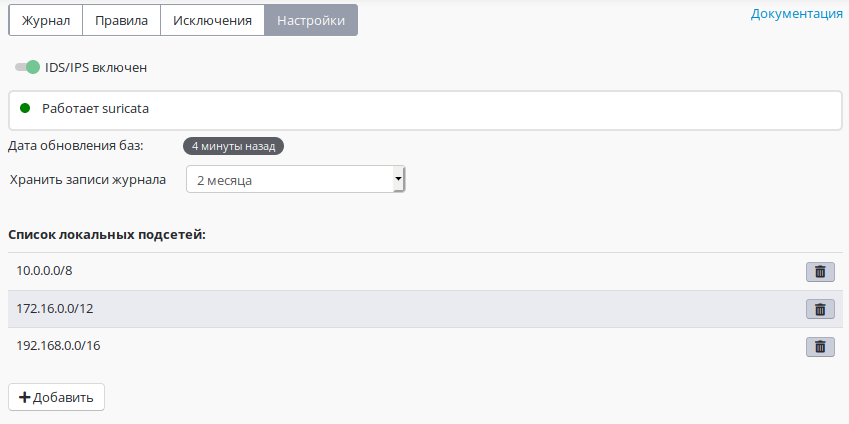 Журнал Правила Исключения Настройки Документация
IDS/IPS включен
Работает suricata
Дата обновления баз: 4 минуты назад
Хранить записи журнала 2 месяца
Список локальных подсетей:
10.0.0.0/8
172.16.0.0/12
192.168.0.0/16
Добавить